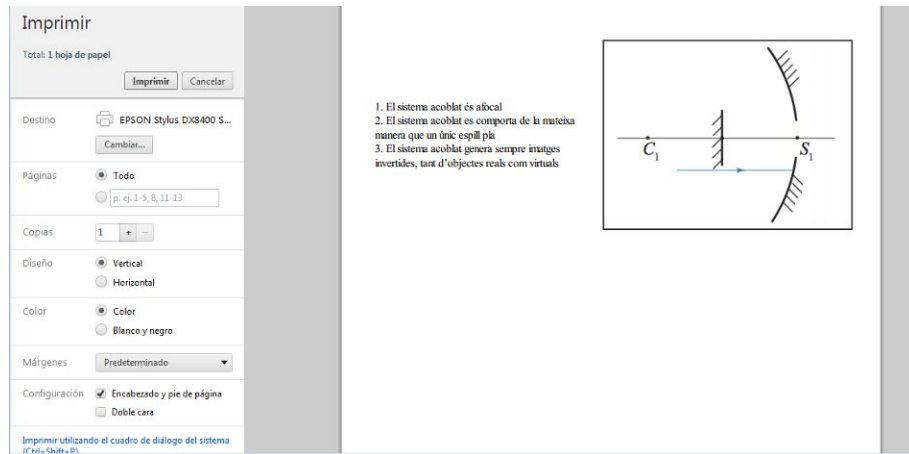 Imprimir
Total: 1 hoja de papel
Imprimir
Cancelar
Destino
EPSON Stylus DX8400 S...
Cambiar...
Páginas
Todo
p. ej. 1-5, 8, 11-13
Copias
1
+
−
Diseño
Vertical
Horizontal
Color
Color
Blanco y negro
Márgenes
Predeterminado
Configuración
Encabezado y pie de página
Doble cara
Imprimir utilizando el cuadro de diálogo del sistema
(Ctrl+Shift+P)
1. El sistema acoblat és afocal
2. El sistema acoblat es comporta de la mateixa
manera que un únic espill pla
3. El sistema acoblat genera sempre imatges
invertides, tant d'objectes reals com virtuals
C₁
S₁